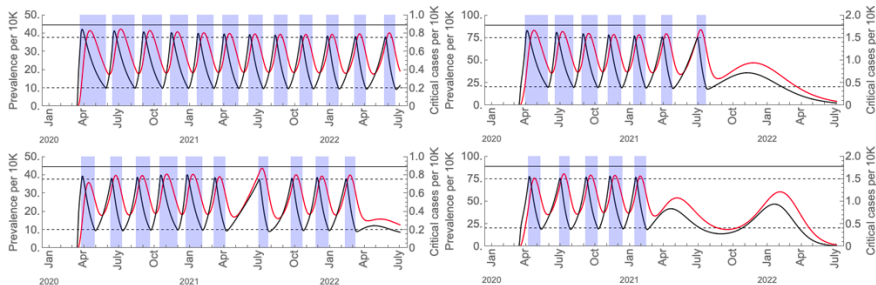 Prevalence per 10K
50.
40.
30.
20.
10.
0.
1.0
0.8
0.6
0.4
0.2
0.0
Critical cases per 10K
Jan
Apr
July
Oct
Jan
Apr
July
Oct
Jan
Apr
July
2020
2021
2022
Prevalence per 10K
100.
75
50
25
0.
2.0
1.5
1.0
0.5
0.0
Critical cases per 10K
Jan
Apr
July
Oct
Jan
Apr
July
Oct
Jan
Apr
July
2020
2021
2022
Prevalence per 10K
50.
40.
30.
20.
10.
0.
1.0
0.8
0.6
0.4
0.2
0.0
Critical cases per 10K
Jan
Apr
July
Oct
Jan
Apr
July
Oct
Jan
Apr
July
2020
2021
2022
Prevalence per 10K
100.
75
50
25
0.
2.0
1.5
1.0
0.5
0.0
Critical cases per 10K
Jan
Apr
July
Oct
Jan
Apr
July
Oct
Jan
Apr
July
2020
2021
2022